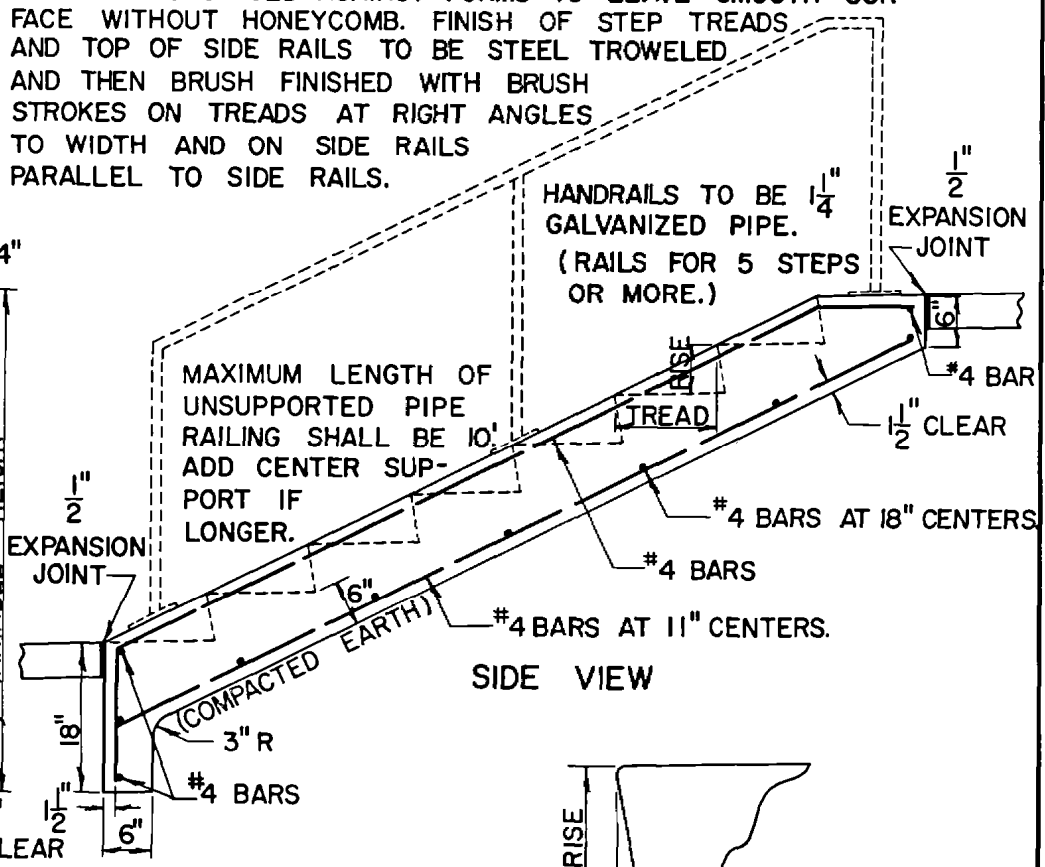 FACE WITHOUT HONEYCOMB. FINISH OF STEP TREADS
AND TOP OF SIDE RAILS TO BE STEEL TROWELED
AND THEN BRUSH FINISHED WITH BRUSH
STROKES ON TREADS AT RIGHT ANGLES
TO WIDTH AND ON SIDE RAILS
PARALLEL TO SIDE RAILS.
HANDRAILS TO BE 1 1/4"
GALVANIZED PIPE.
(RAILS FOR 5 STEPS
OR MORE.)
1/2"
EXPANSION
JOINT
4"
6"
#4 BAR
1 1/2" CLEAR
RISE
TREAD
MAXIMUM LENGTH OF
UNSUPPORTED PIPE
RAILING SHALL BE 10'.
ADD CENTER SUP-
PORT IF
LONGER.
1/2"
EXPANSION
JOINT
#4 BARS AT 18" CENTERS
#4 BARS
6"
#4 BARS AT 11" CENTERS.
(COMPACTED EARTH)
SIDE VIEW
18"
3" R
#4 BARS
1 1/2"
6"
LEAR
RISE